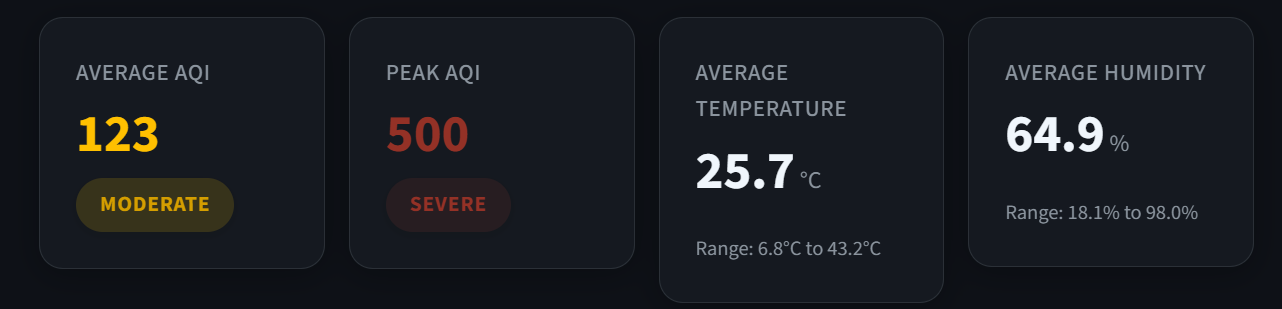 AVERAGE AQI
123
MODERATE
PEAK AQI
500
SEVERE
AVERAGE
TEMPERATURE
25.7 °C
Range: 6.8°C to 43.2°C
AVERAGE HUMIDITY
64.9 %
Range: 18.1% to 98.0%